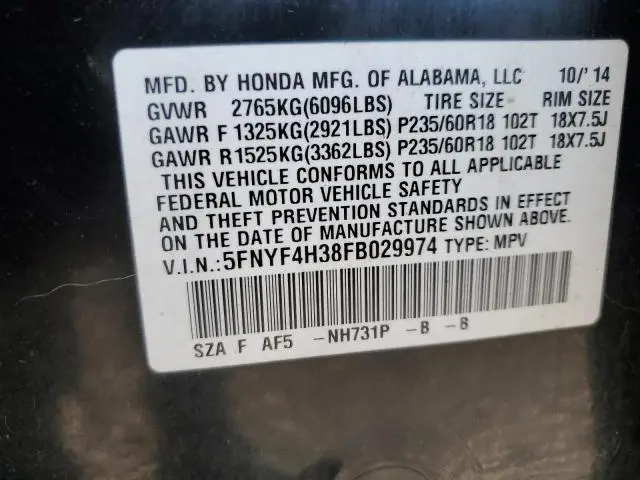 MFD. BY HONDA MFG. OF ALABAMA, LLC 10/'14
GVWR 2765KG(6096LBS) TIRE SIZE RIM SIZE
GAWR F 1325KG(2921LBS) P235/60R18 102T 18X7.5J
GAWR R1525KG(3362LBS) P235/60R18 102T 18X7.5J
THIS VEHICLE CONFORMS TO ALL APPLICABLE
FEDERAL MOTOR VEHICLE SAFETY
AND THEFT PREVENTION STANDARDS IN EFFECT
ON THE DATE OF MANUFACTURE SHOWN ABOVE.
V.I.N.:5FNYF4H38FB029974 TYPE: MPV
SZA F AF5 -NH731P -B -B